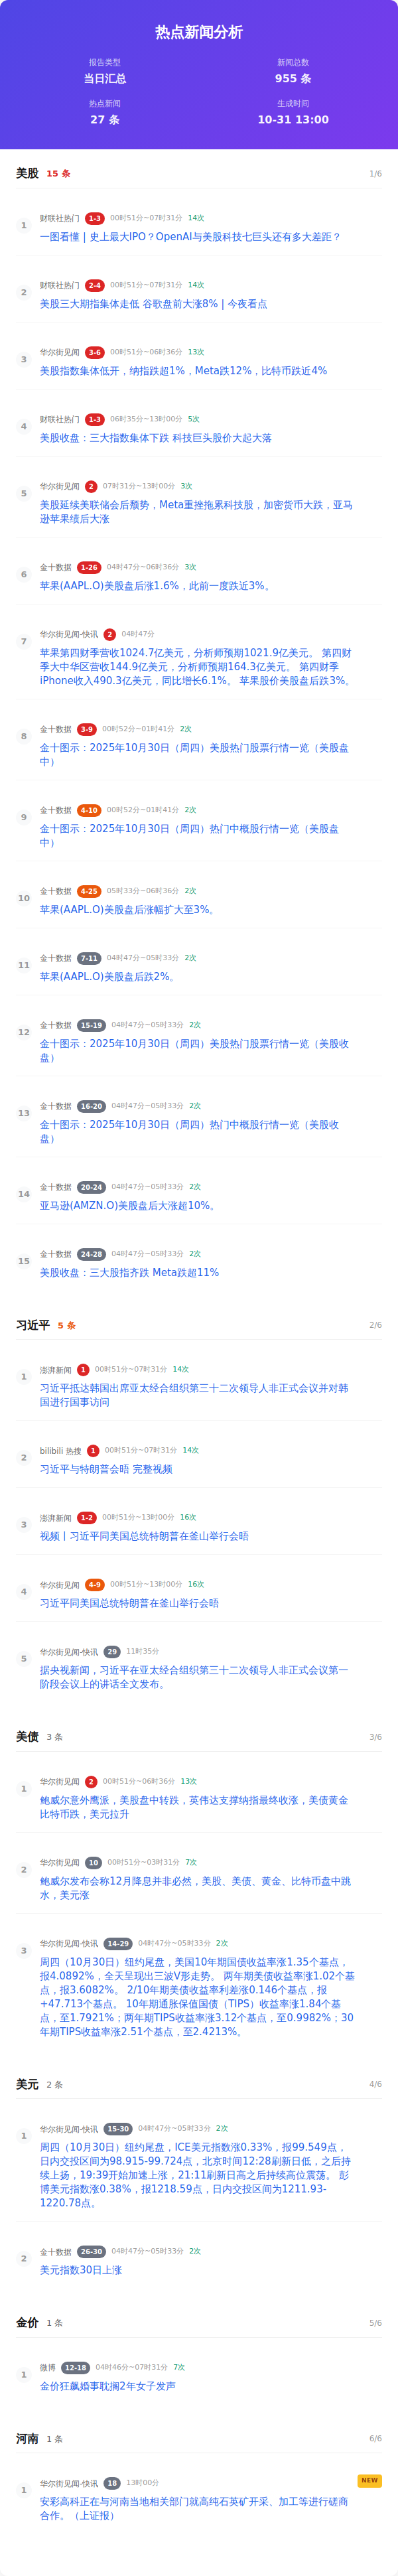 热点新闻分析
报告类型
当日汇总
新闻总数
955 条
热点新闻
27 条
生成时间
10-31 13:00
美股 15 条 1/6
1
财联社热门 1-3 00时51分~07时31分 14次
一图看懂 | 史上最大IPO？OpenAI与美股科技七巨头还有多大差距？
2
财联社热门 2-4 00时51分~07时31分 14次
美股三大期指集体走低 谷歌盘前大涨8% | 今夜看点
3
华尔街见闻 3-6 00时51分~06时36分 13次
美股指数集体低开，纳指跌超1%，Meta跌12%，比特币跌近4%
4
财联社热门 1-3 06时35分~13时00分 5次
美股收盘：三大指数集体下跌 科技巨头股价大起大落
5
华尔街见闻 2 07时31分~13时00分 3次
美股延续美联储会后颓势，Meta重挫拖累科技股，加密货币大跌，亚马
逊苹果绩后大涨
6
金十数据 1-26 04时47分~06时36分 3次
苹果(AAPL.O)美股盘后涨1.6%，此前一度跌近3%。
7
华尔街见闻-快讯 2 04时47分
苹果第四财季营收1024.7亿美元，分析师预期1021.9亿美元。 第四财
季大中华区营收144.9亿美元，分析师预期164.3亿美元。 第四财季
iPhone收入490.3亿美元，同比增长6.1%。 苹果股价美股盘后跌3%。
8
金十数据 3-9 00时52分~01时41分 2次
金十图示：2025年10月30日（周四）美股热门股票行情一览（美股盘
中）
9
金十数据 4-10 00时52分~01时41分 2次
金十图示：2025年10月30日（周四）热门中概股行情一览（美股盘
中）
10
金十数据 4-25 05时33分~06时36分 2次
苹果(AAPL.O)美股盘后涨幅扩大至3%。
11
金十数据 7-11 04时47分~05时33分 2次
苹果(AAPL.O)美股盘后跌2%。
12
金十数据 15-19 04时47分~05时33分 2次
金十图示：2025年10月30日（周四）美股热门股票行情一览（美股收
盘）
13
金十数据 16-20 04时47分~05时33分 2次
金十图示：2025年10月30日（周四）热门中概股行情一览（美股收
盘）
14
金十数据 20-24 04时47分~05时33分 2次
亚马逊(AMZN.O)美股盘后大涨超10%。
15
金十数据 24-28 04时47分~05时33分 2次
美股收盘：三大股指齐跌 Meta跌超11%
习近平 5 条 2/6
1
澎湃新闻 1 00时51分~07时31分 14次
习近平抵达韩国出席亚太经合组织第三十二次领导人非正式会议并对韩
国进行国事访问
2
bilibili 热搜 1 00时51分~07时31分 14次
习近平与特朗普会晤 完整视频
3
澎湃新闻 1-2 00时51分~13时00分 16次
视频丨习近平同美国总统特朗普在釜山举行会晤
4
华尔街见闻 4-9 00时51分~13时00分 16次
习近平同美国总统特朗普在釜山举行会晤
5
华尔街见闻-快讯 29 11时35分
据央视新闻，习近平在亚太经合组织第三十二次领导人非正式会议第一
阶段会议上的讲话全文发布。
美债 3 条 3/6
1
华尔街见闻 2 00时51分~06时36分 13次
鲍威尔意外鹰派，美股盘中转跌，英伟达支撑纳指最终收涨，美债黄金
比特币跌，美元拉升
2
华尔街见闻 10 00时51分~03时31分 7次
鲍威尔发布会称12月降息并非必然，美股、美债、黄金、比特币盘中跳
水，美元涨
3
华尔街见闻-快讯 14-29 04时47分~05时33分 2次
周四（10月30日）纽约尾盘，美国10年期国债收益率涨1.35个基点，
报4.0892%，全天呈现出三波V形走势。 两年期美债收益率涨1.02个基
点，报3.6082%。 2/10年期美债收益率利差涨0.146个基点，报
+47.713个基点。 10年期通胀保值国债（TIPS）收益率涨1.84个基
点，至1.7921%；两年期TIPS收益率涨3.12个基点，至0.9982%；30
年期TIPS收益率涨2.51个基点，至2.4213%。
美元 2 条 4/6
1
华尔街见闻-快讯 15-30 04时47分~05时33分 2次
周四（10月30日）纽约尾盘，ICE美元指数涨0.33%，报99.549点，
日内交投区间为98.915-99.724点，北京时间12:28刷新日低，之后持
续上扬，19:39开始加速上涨，21:11刷新日高之后持续高位震荡。 彭
博美元指数涨0.38%，报1218.59点，日内交投区间为1211.93-
1220.78点。
2
金十数据 26-30 04时47分~05时33分 2次
美元指数30日上涨
金价 1 条 5/6
1
微博 12-18 04时46分~07时31分 7次
金价狂飙婚事耽搁2年女子发声
河南 1 条 6/6
1
华尔街见闻-快讯 18 13时00分 NEW
安彩高科正在与河南当地相关部门就高纯石英矿开采、加工等进行磋商
合作。（上证报）